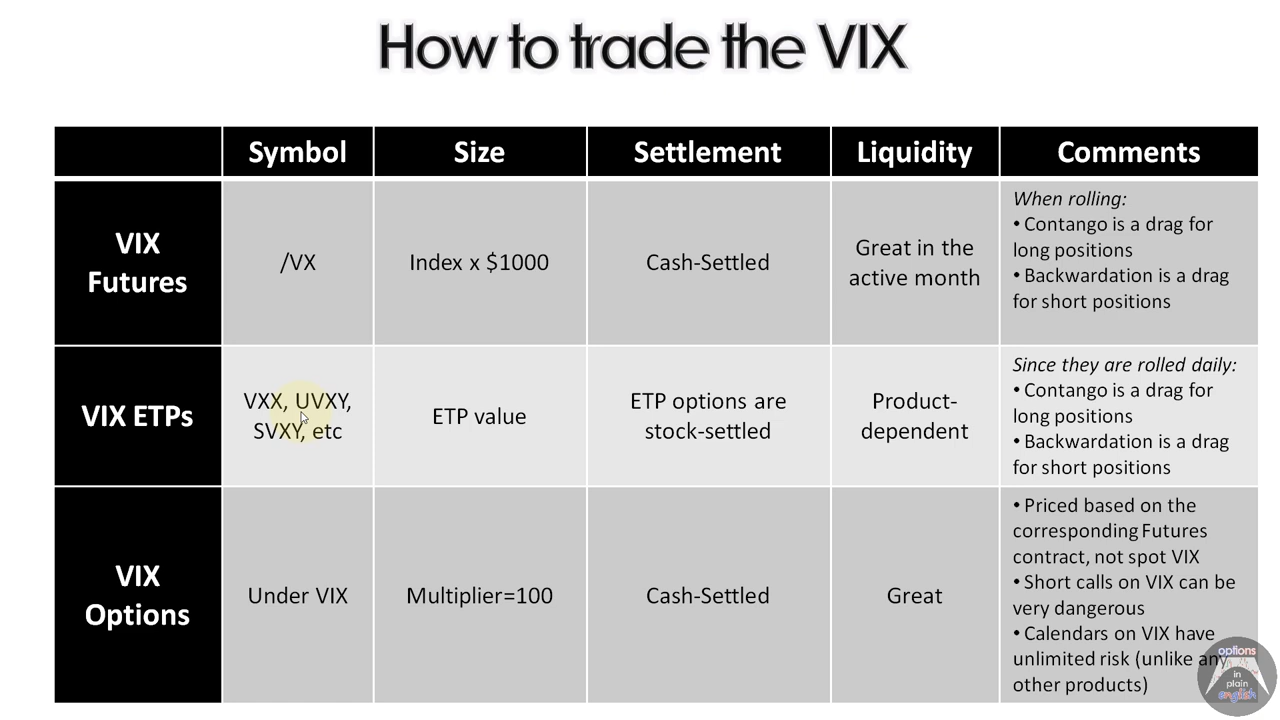 How to trade the VIX
Symbol
Size
Settlement
Liquidity
Comments
VIX
Futures
/VX
Index x $1000
Cash-Settled
Great in the
active month
When rolling:
• Contango is a drag for
long positions
• Backwardation is a drag
for short positions
VIX ETPs
VXX, UVXY,
SVXY, etc
ETP value
ETP options are
stock-settled
Product-
dependent
Since they are rolled daily:
• Contango is a drag for
long positions
• Backwardation is a drag
for short positions
VIX
Options
Under VIX
Multiplier=100
Cash-Settled
Great
• Priced based on the
corresponding Futures
contract, not spot VIX
• Short calls on VIX can be
very dangerous
• Calendars on VIX have
unlimited risk (unlike any
other products)
options
in
plain
english